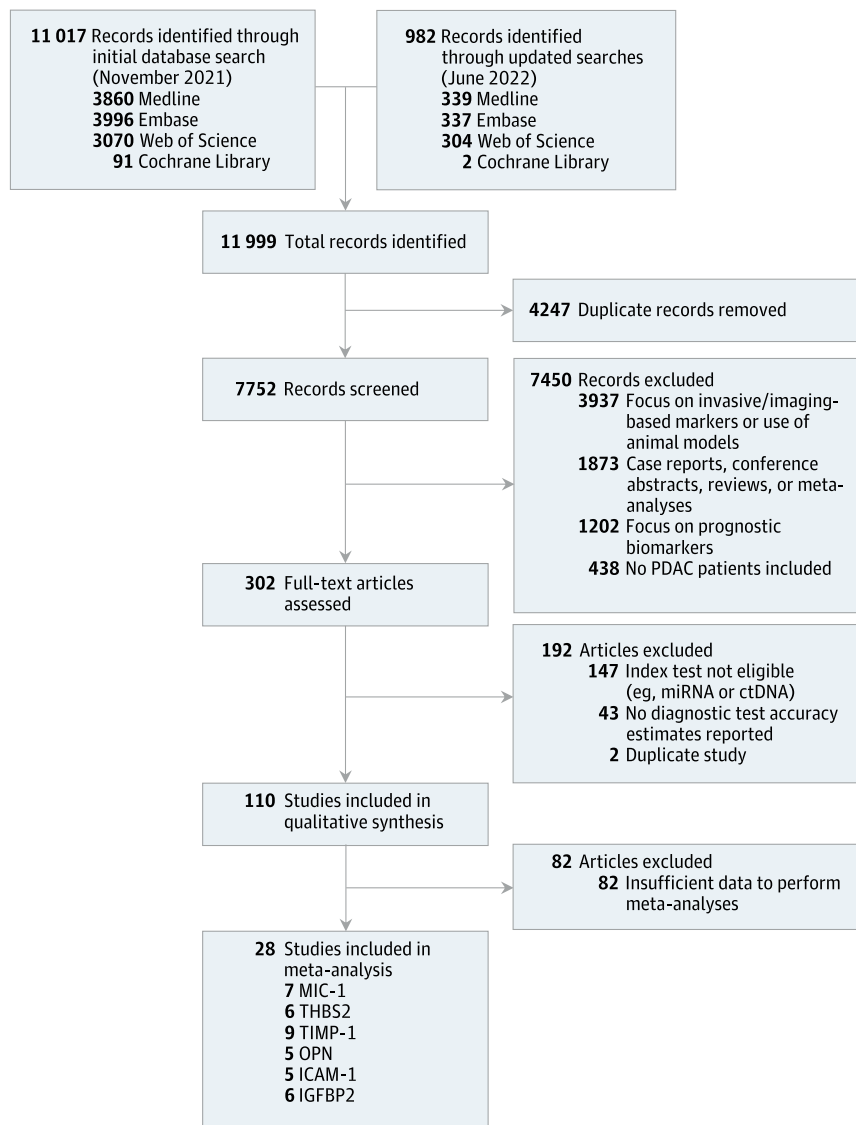 11 017 Records identified through
initial database search
(November 2021)
3860 Medline
3996 Embase
3070 Web of Science
91 Cochrane Library
982 Records identified
through updated searches
(June 2022)
339 Medline
337 Embase
304 Web of Science
2 Cochrane Library
11 999 Total records identified
4247 Duplicate records removed
7752 Records screened
7450 Records excluded
3937 Focus on invasive/imaging-
based markers or use of
animal models
1873 Case reports, conference
abstracts, reviews, or meta-
analyses
1202 Focus on prognostic
biomarkers
438 No PDAC patients included
302 Full-text articles
assessed
192 Articles excluded
147 Index test not eligible
(eg, miRNA or ctDNA)
43 No diagnostic test accuracy
estimates reported
2 Duplicate study
110 Studies included in
qualitative synthesis
82 Articles excluded
82 Insufficient data to perform
meta-analyses
28 Studies included in
meta-analysis
7 MIC-1
6 THBS2
9 TIMP-1
5 OPN
5 ICAM-1
6 IGFBP2